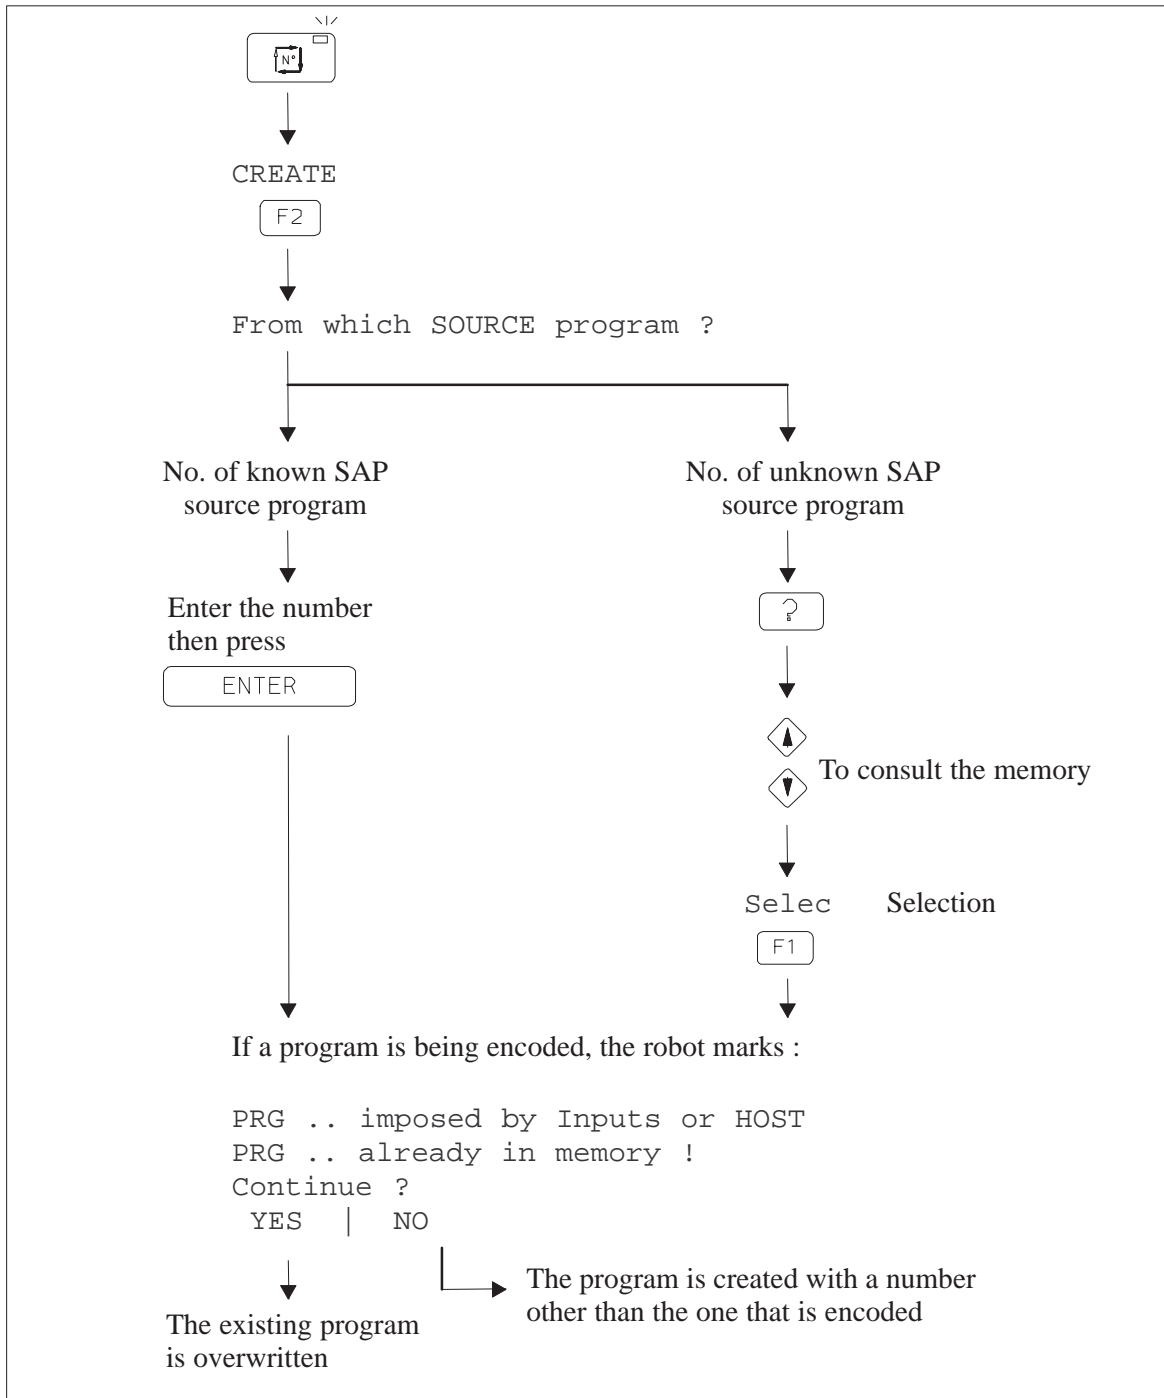 N°
CREATE
F2
From which SOURCE program ?
No. of known SAP
source program
No. of unknown SAP
source program
Enter the number
then press
ENTER
?
To consult the memory
Selec Selection
F1
If a program is being encoded, the robot marks :
PRG .. imposed by Inputs or HOST
PRG .. already in memory !
Continue ?
YES | NO
The program is created with a number
other than the one that is encoded
The existing program
is overwritten